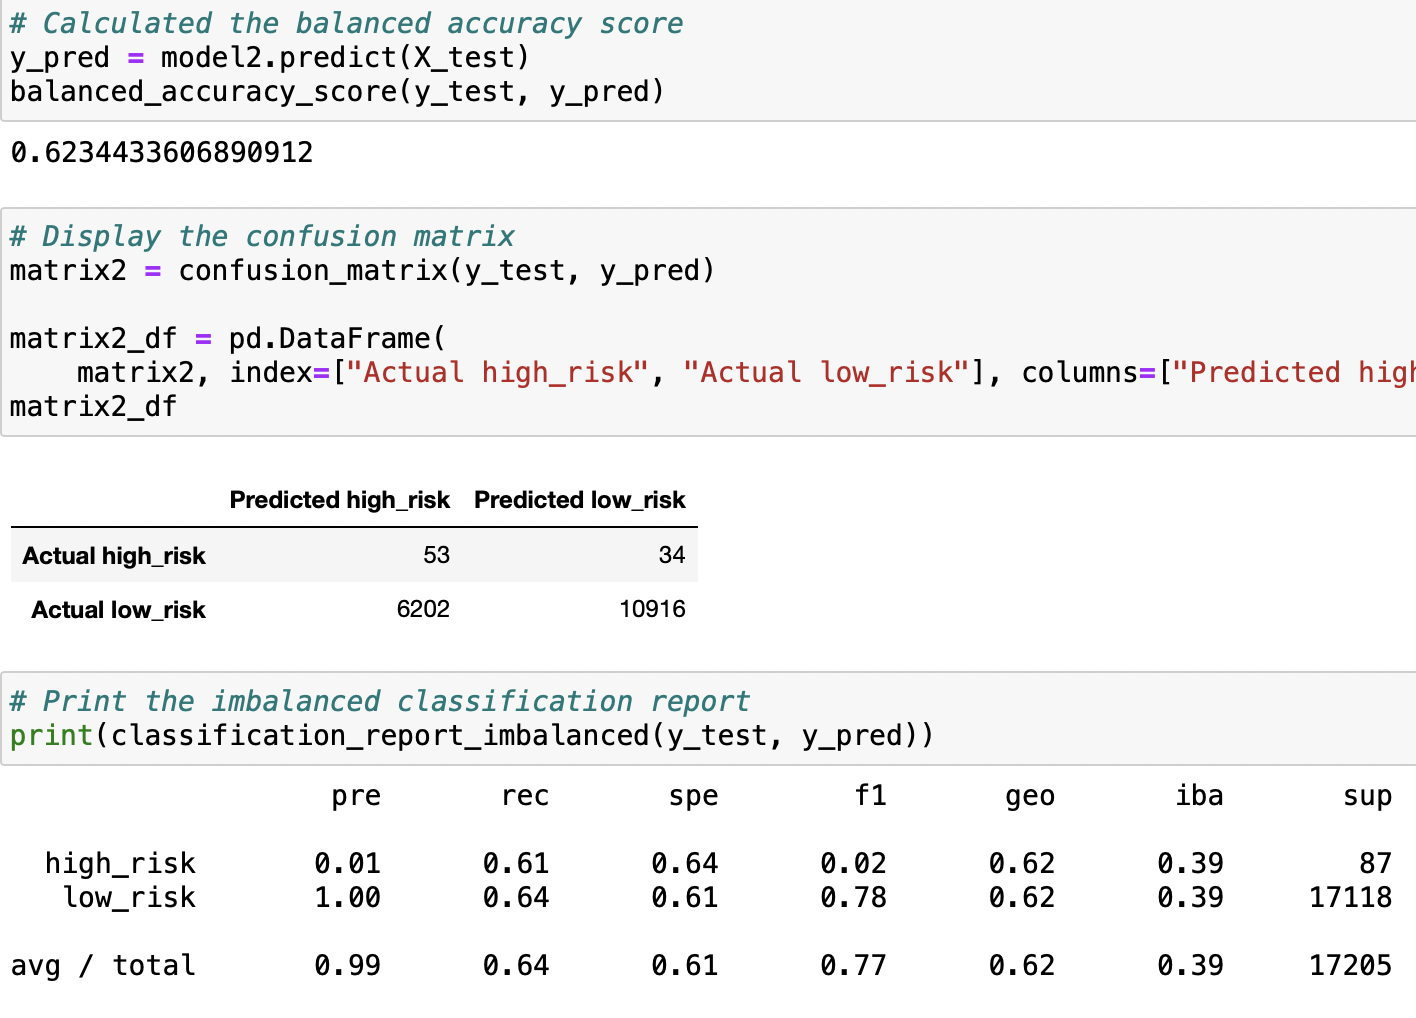 # Calculated the balanced accuracy score
y_pred = model2.predict(X_test)
balanced_accuracy_score(y_test, y_pred)
0.6234433606890912
# Display the confusion matrix
matrix2 = confusion_matrix(y_test, y_pred)
matrix2_df = pd.DataFrame(
matrix2, index=["Actual high_risk", "Actual low_risk"], columns=["Predicted high
matrix2_df
Predicted high_risk Predicted low_risk
Actual high_risk 53 34
Actual low_risk 6202 10916
# Print the imbalanced classification report
print(classification_report_imbalanced(y_test, y_pred))
pre rec spe f1 geo iba sup
high_risk 0.01 0.61 0.64 0.02 0.62 0.39 87
low_risk 1.00 0.64 0.61 0.78 0.62 0.39 17118
avg / total 0.99 0.64 0.61 0.77 0.62 0.39 17205